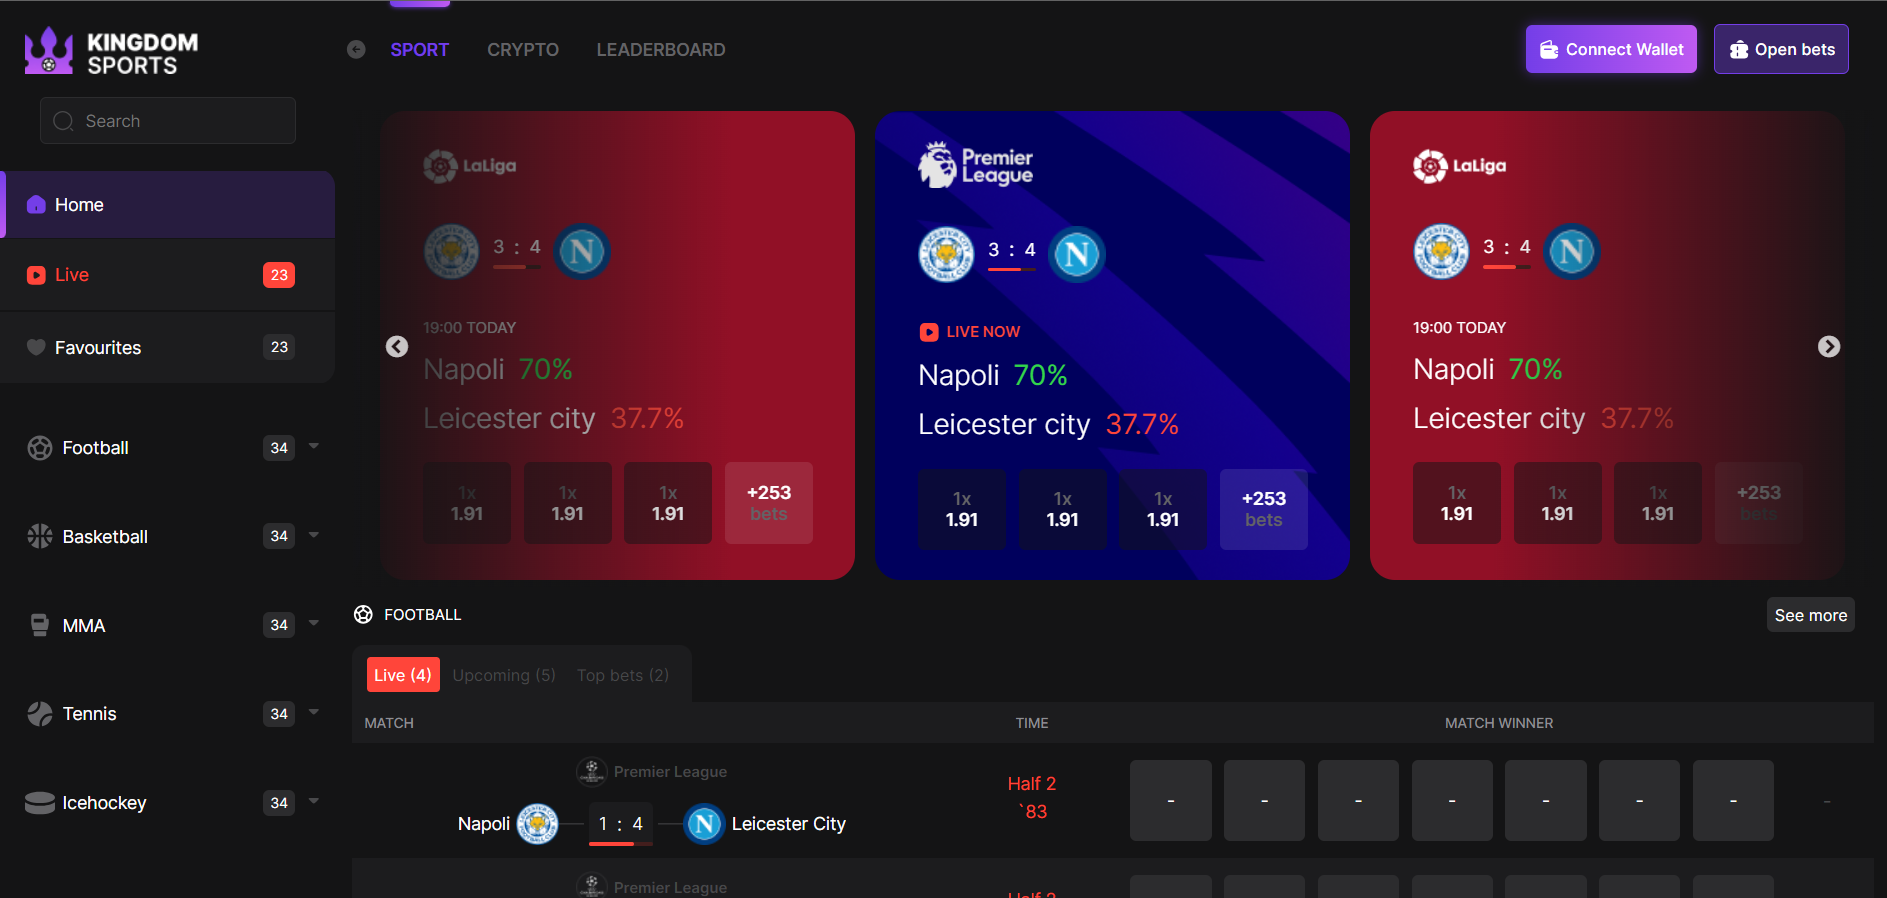 KINGDOM
SPORTS
SPORT
CRYPTO
LEADERBOARD
Connect Wallet
Open bets
Search
Home
Live
23
Favourites
23
Football
34
Basketball
34
MMA
34
Tennis
34
Icehockey
34
LaLiga
3 : 4
19:00 TODAY
Napoli 70%
Leicester city 37.7%
1x
1.91
1x
1.91
1x
1.91
+253
bets
Premier
League
3 : 4
LIVE NOW
Napoli 70%
Leicester city 37.7%
1x
1.91
1x
1.91
1x
1.91
+253
bets
LaLiga
3 : 4
19:00 TODAY
Napoli 70%
Leicester city 37.7%
1x
1.91
1x
1.91
1x
1.91
+253
bets
FOOTBALL
See more
Live (4)
Upcoming (5)
Top bets (2)
MATCH
TIME
MATCH WINNER
Premier League
Napoli
1 : 4
Leicester City
Half 2
`83
- - - - - - - -
Premier League
Half 2